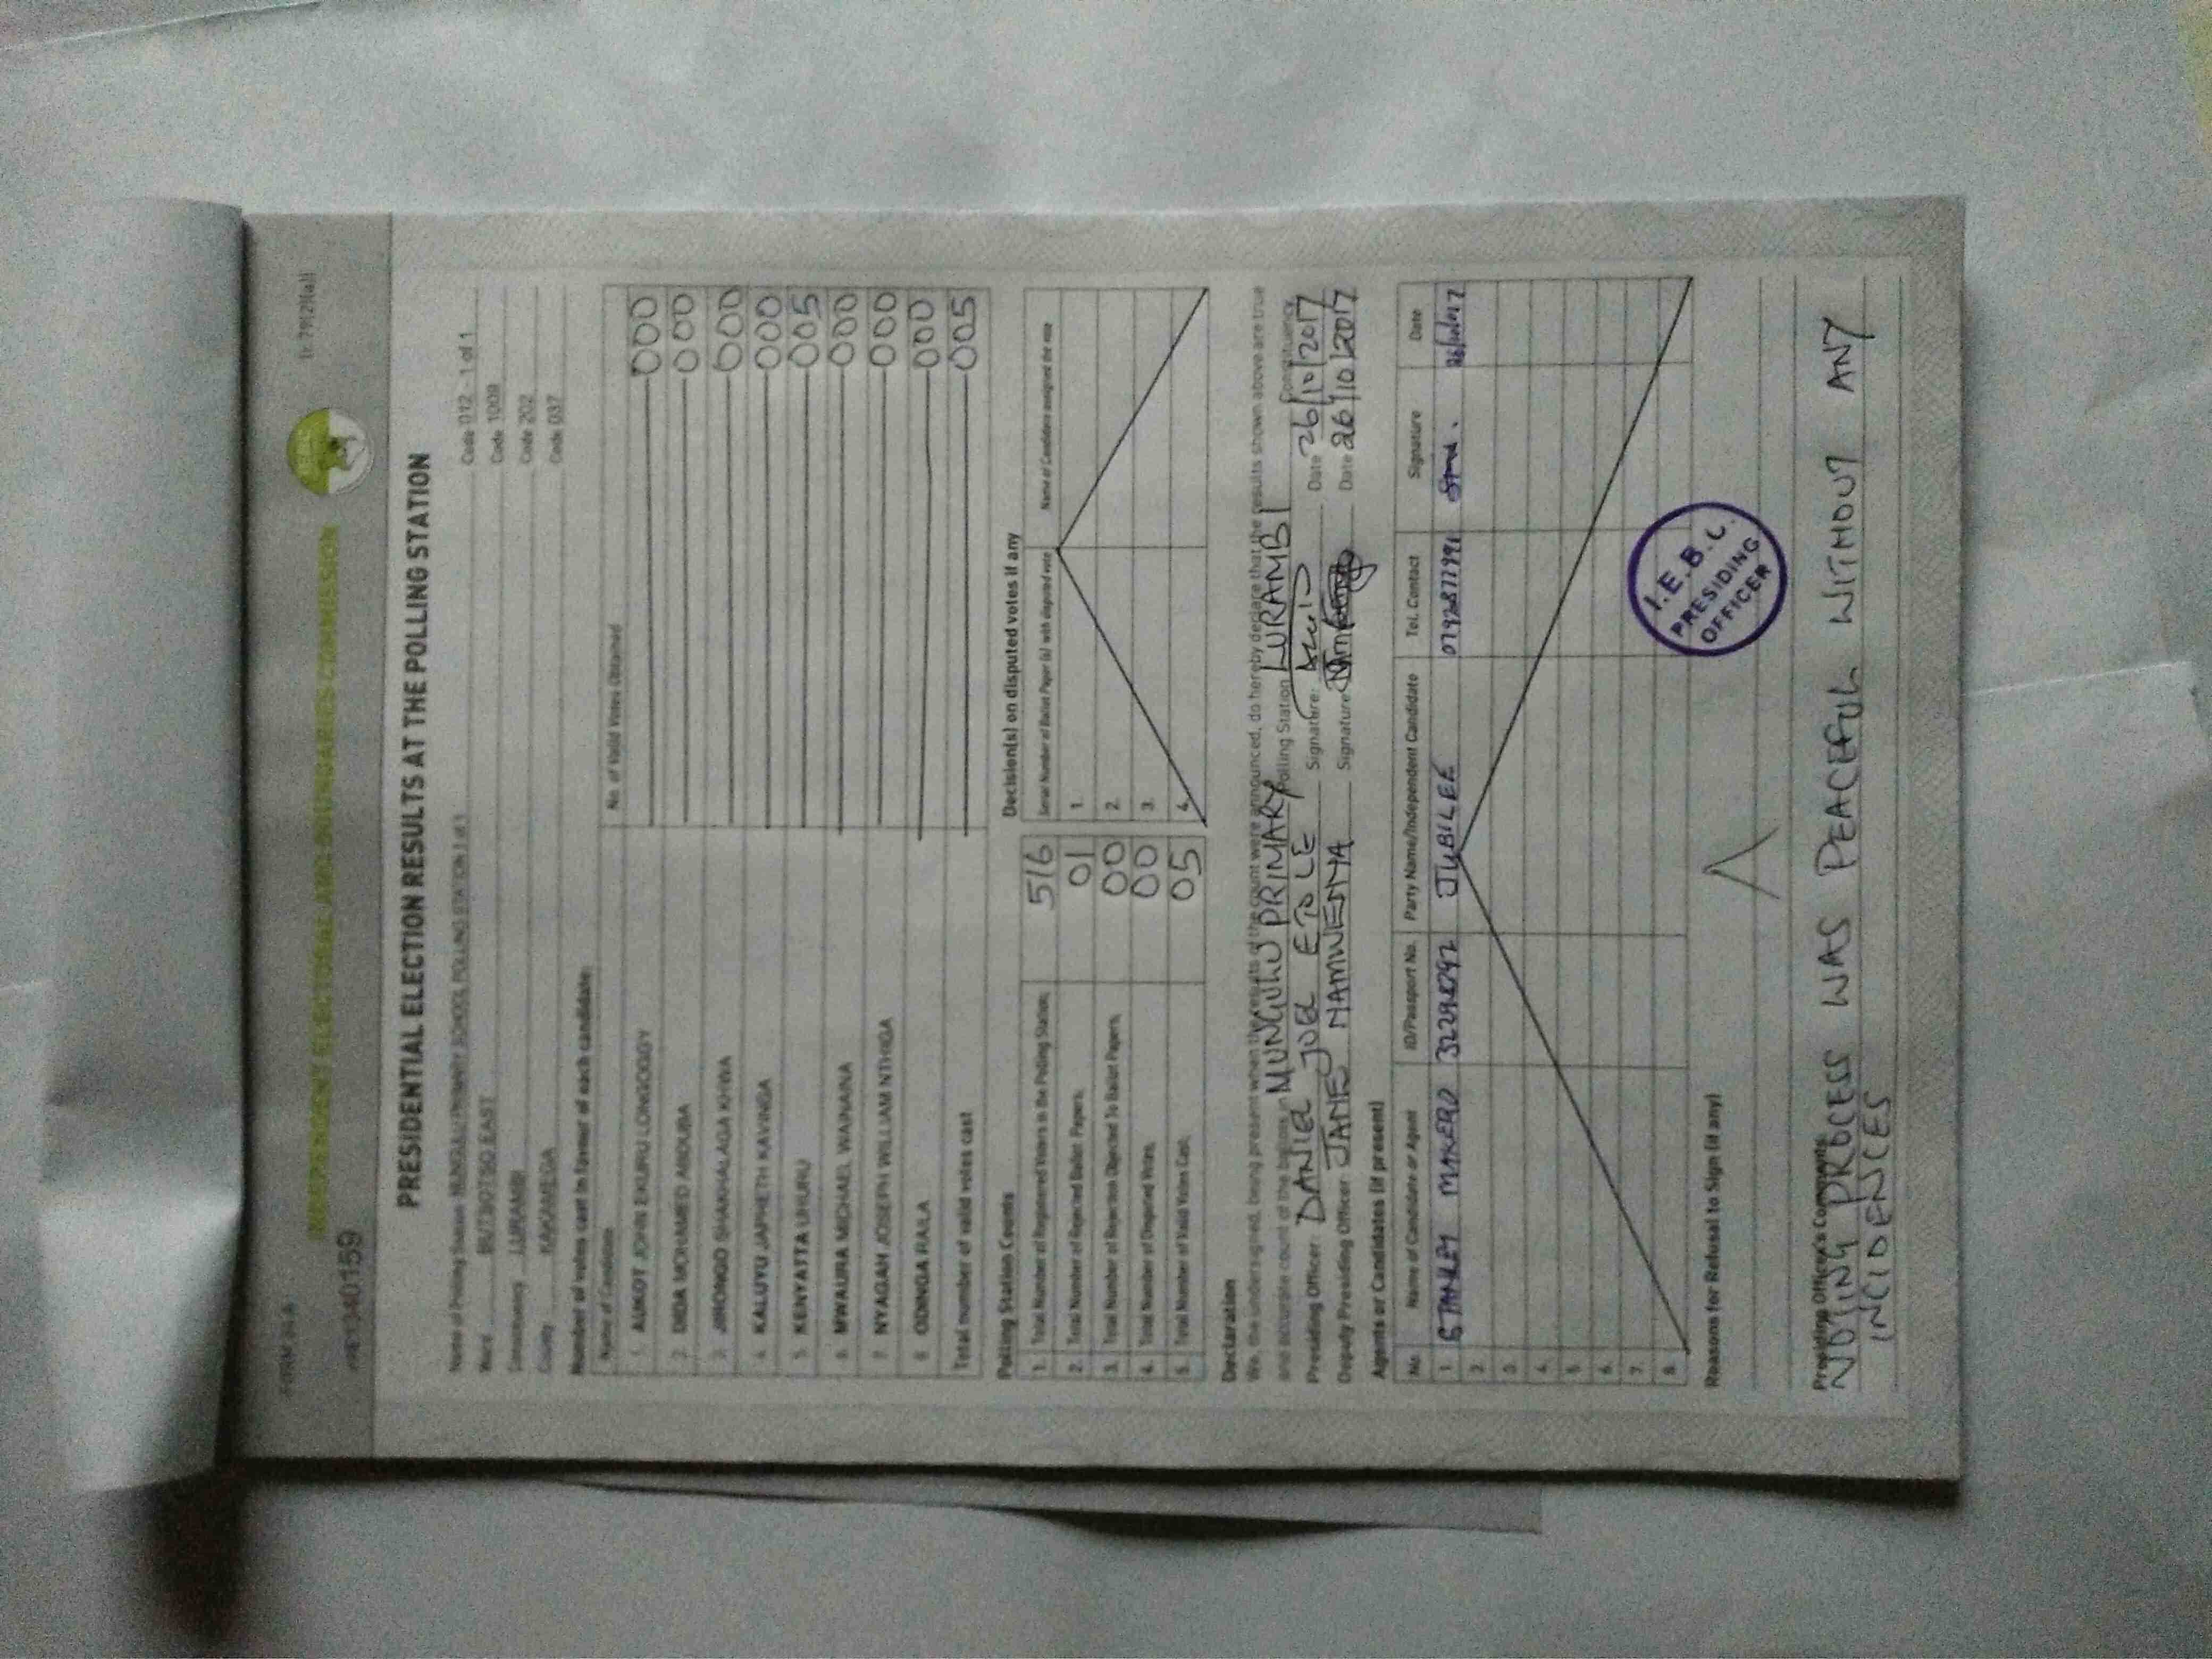 FORM 34 A
(r.79(2)(a))
INDEPENDENT ELECTORAL AND BOUNDARIES COMMISSION
PRESIDENTIAL ELECTION RESULTS AT THE POLLING STATION
Name of Polling Station MUNGULU PRIMARY SCHOOL POLLING STATION 1 of 1 Code 012 - 1 of 1
Ward BUTSOTSO EAST Code 1009
Constituency LURAMBI Code 202
County KAKAMEGA Code 037
Number of votes cast in favour of each candidate:
Name of Candidate No. of Valid Votes Obtained
1. AUKOT JOHN EKURU LONGOGGY 000
2. DIDA MOHAMED ABDUBA 000
3. JIRONGO SHAKHALAGA KHWA 000
4. KALUYU JAPHETH KAVINGA 000
5. KENYATTA UHURU 005
6. MWAURA MICHAEL WAINAINA 000
7. NYAGAH JOSEPH WILLIAM NTHIGA 000
8. ODINGA RAILA 000
Total number of valid votes cast 005
Polling Station Counts
1. Total Number of Registered Voters in the Polling Station; 516
2. Total Number of Rejected Ballot Papers; 01
3. Total Number of Rejection Objected To Ballot Papers; 00
4. Total Number of Disputed Votes; 00
5. Total Number of Valid Votes Cast; 05
Decision(s) on disputed votes if any
Serial Number of Ballot Paper (s) with disputed vote Name of Candidate assigned the vote
1.
2.
3.
4.
Declaration
We, the undersigned, being present when the results of the count were announced, do hereby declare that the results shown above are true
and accurate count of the ballots in MUNGULU PRIMARY Polling Station LURAMBI Constituency
Presiding Officer: DANIEL JOEL ETOLE Signature: Date 26/10/2017
Deputy Presiding Officer: JANE NAMWENYA Signature Date 26/10/2017
Agents or Candidates (if present)
No. Name of Candidate or Agent ID/Passport No. Party Name/Independent Candidate Tel. Contact Signature Date
1 STANLEY MAKERO JUBILEE
2.
3.
4.
5.
6.
7.
8.
I.E.B.C.
PRESIDING
OFFICER
Reasons for Refusal to Sign (if any)
Presiding Officer's Comments:
VOTING PROCESS WAS PEACEFUL WITHOUT ANY
INCIDENCES